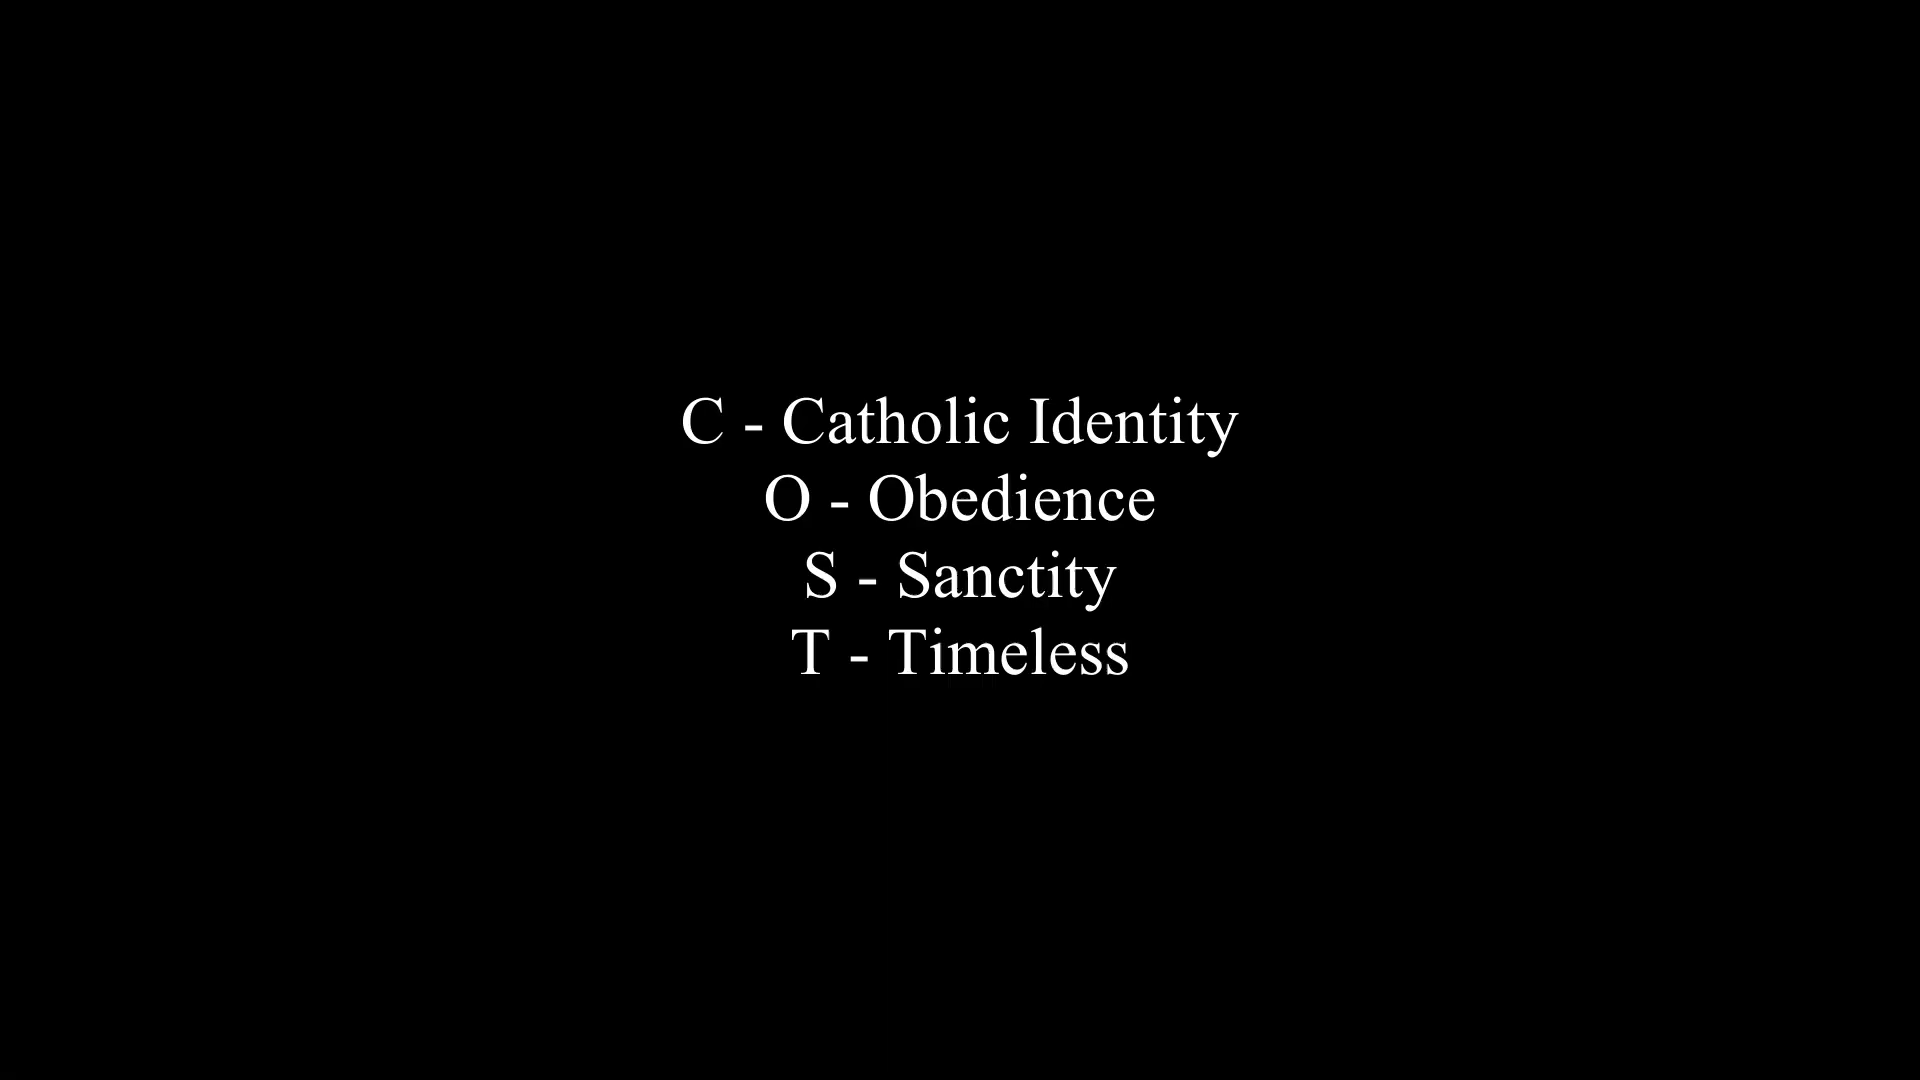 C - Catholic Identity
O - Obedience
S - Sanctity
T - Timeless